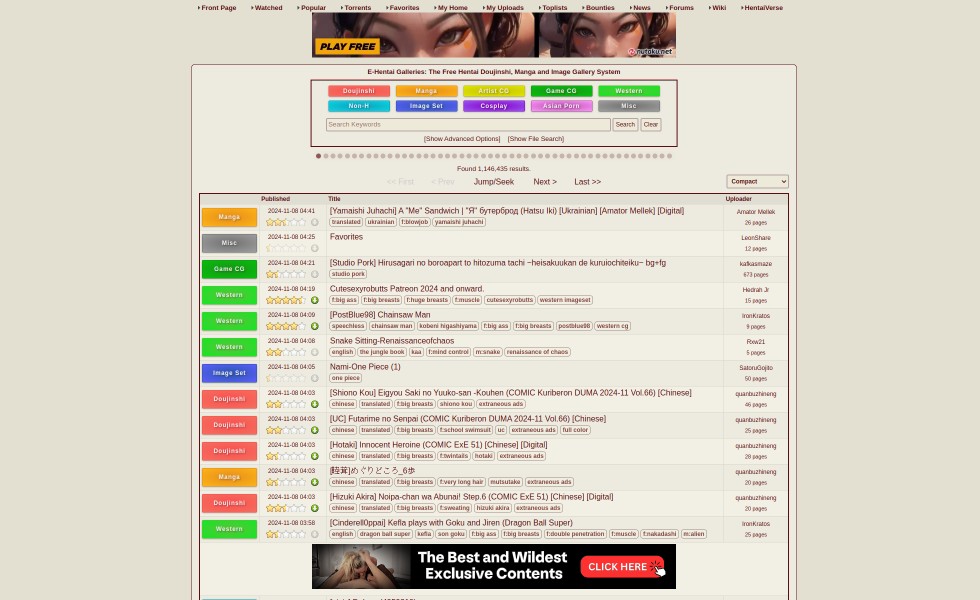 Front Page Watched Popular Torrents Favorites My Home My Uploads Toplists Bounties News Forums Wiki HentaiVerse
PLAY FREE
nutaku.net
E-Hentai Galleries: The Free Hentai Doujinshi, Manga and Image Gallery System
Doujinshi Manga Artist CG Game CG Western
Non-H Image Set Cosplay Asian Porn Misc
Search Keywords Search Clear
[Show Advanced Options] [Show File Search]
Found 1,146,435 results.
<< First < Prev Jump/Seek Next > Last >> Compact
Published Title Uploader
Manga 2024-11-08 04:41 [Yamaishi Juhachi] A "Me" Sandwich | "Я" бутерброд (Hatsu Iki) [Ukrainian] [Amator Mellek] [Digital] Amator Mellek
translated ukrainian f:blowjob yamaishi juhachi 26 pages
Misc 2024-11-08 04:25 Favorites LeonShare
12 pages
Game CG 2024-11-08 04:21 [Studio Pork] Hirusagari no boroapart to hitozuma tachi ~heisakuukan de kuruiochiteiku~ bg+fg kafkasmaze
studio pork 673 pages
Western 2024-11-08 04:19 Cutesexyrobutts Patreon 2024 and onward. Hedrah Jr
f:big ass f:big breasts f:huge breasts f:muscle cutesexyrobutts western imageset 15 pages
Western 2024-11-08 04:09 [PostBlue98] Chainsaw Man IronKratos
speechless chainsaw man kobeni higashiyama f:big ass f:big breasts postblue98 western cg 9 pages
Western 2024-11-08 04:08 Snake Sitting-Renaissanceofchaos Rxw21
english the jungle book kaa f:mind control m:snake renaissance of chaos 5 pages
Image Set 2024-11-08 04:05 Nami-One Piece (1) SatoruGojito
one piece 50 pages
Doujinshi 2024-11-08 04:03 [Shiono Kou] Eigyou Saki no Yuuko-san -Kouhen (COMIC Kuriberon DUMA 2024-11 Vol.66) [Chinese] quanbuzhineng
chinese translated f:big breasts shiono kou extraneous ads 46 pages
Doujinshi 2024-11-08 04:03 [UC] Futarime no Senpai (COMIC Kuriberon DUMA 2024-11 Vol.66) [Chinese] quanbuzhineng
chinese translated f:big breasts f:school swimsuit uc extraneous ads full color 25 pages
Doujinshi 2024-11-08 04:03 [Hotaki] Innocent Heroine (COMIC ExE 51) [Chinese] [Digital] quanbuzhineng
chinese translated f:big breasts f:twintails hotaki extraneous ads 28 pages
Manga 2024-11-08 04:03 めぐりどころ_6歩 quanbuzhineng
chinese translated f:big breasts f:very long hair mutsutake extraneous ads 20 pages
Doujinshi 2024-11-08 04:03 [Hizuki Akira] Noipa-chan wa Abunai! Step.6 (COMIC ExE 51) [Chinese] [Digital] quanbuzhineng
chinese translated f:big breasts f:sweating hizuki akira extraneous ads 20 pages
Western 2024-11-08 03:58 [Cinderell0ppai] Kefla plays with Goku and Jiren (Dragon Ball Super) IronKratos
english dragon ball super kefla son goku f:big ass f:big breasts f:double penetration f:muscle f:nakadashi m:alien 25 pages
The Best and Wildest
Exclusive Contents
CLICK HERE